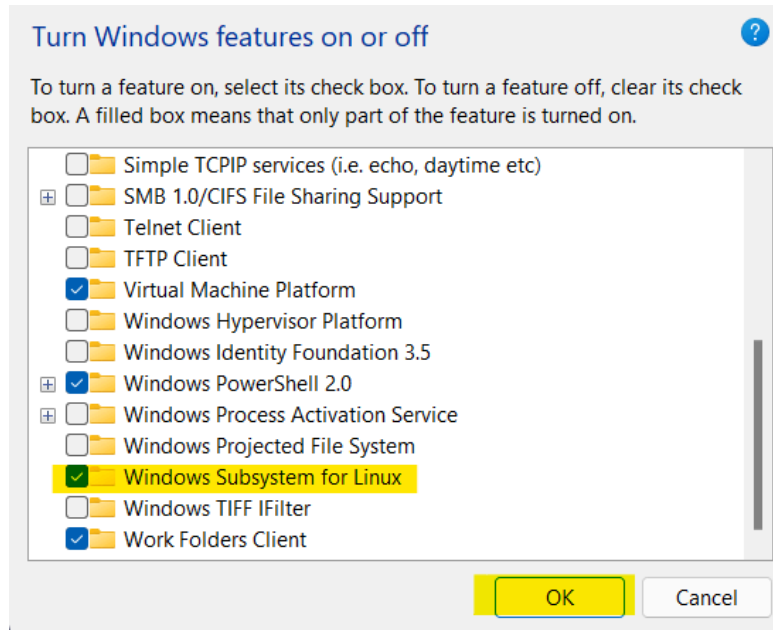 Turn Windows features on or off
?
To turn a feature on, select its check box. To turn a feature off, clear its check
box. A filled box means that only part of the feature is turned on.
Simple TCPIP services (i.e. echo, daytime etc)
SMB 1.0/CIFS File Sharing Support
Telnet Client
TFTP Client
Virtual Machine Platform
Windows Hypervisor Platform
Windows Identity Foundation 3.5
Windows PowerShell 2.0
Windows Process Activation Service
Windows Projected File System
Windows Subsystem for Linux
Windows TIFF IFilter
Work Folders Client
OK Cancel